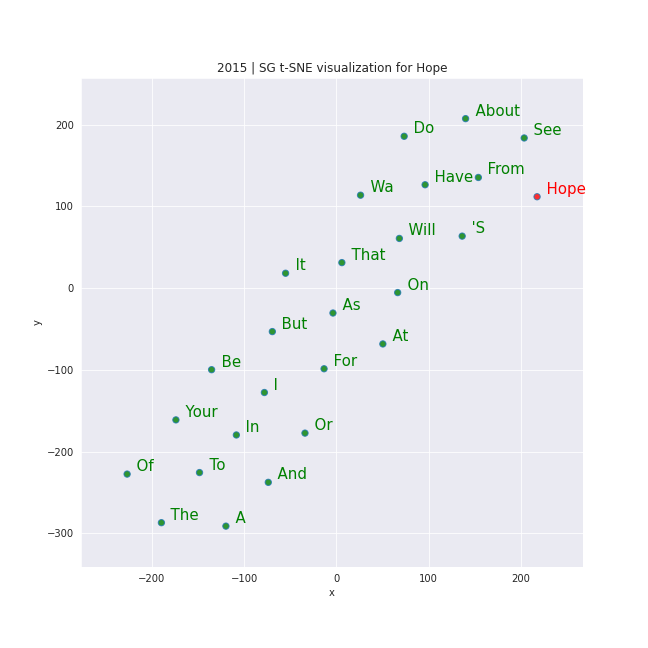 2015 | SG t-SNE visualization for Hope
About
Do
See
From
Have
Wa
Hope
'S
Will
That
It
On
As
But
At
Be
For
I
Your
Or
In
Of
To
And
The
A
200
100
0
−100
−200
−300
y
−200 −100 0 100 200
x